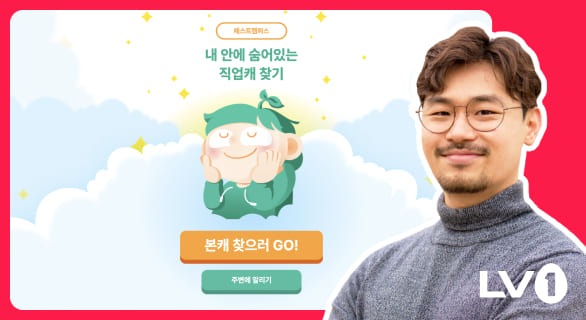 패스트캠퍼스
내 안에 숨어있는
직업캐 찾기
본캐 찾으러 GO!
주변에 알리기
LV1